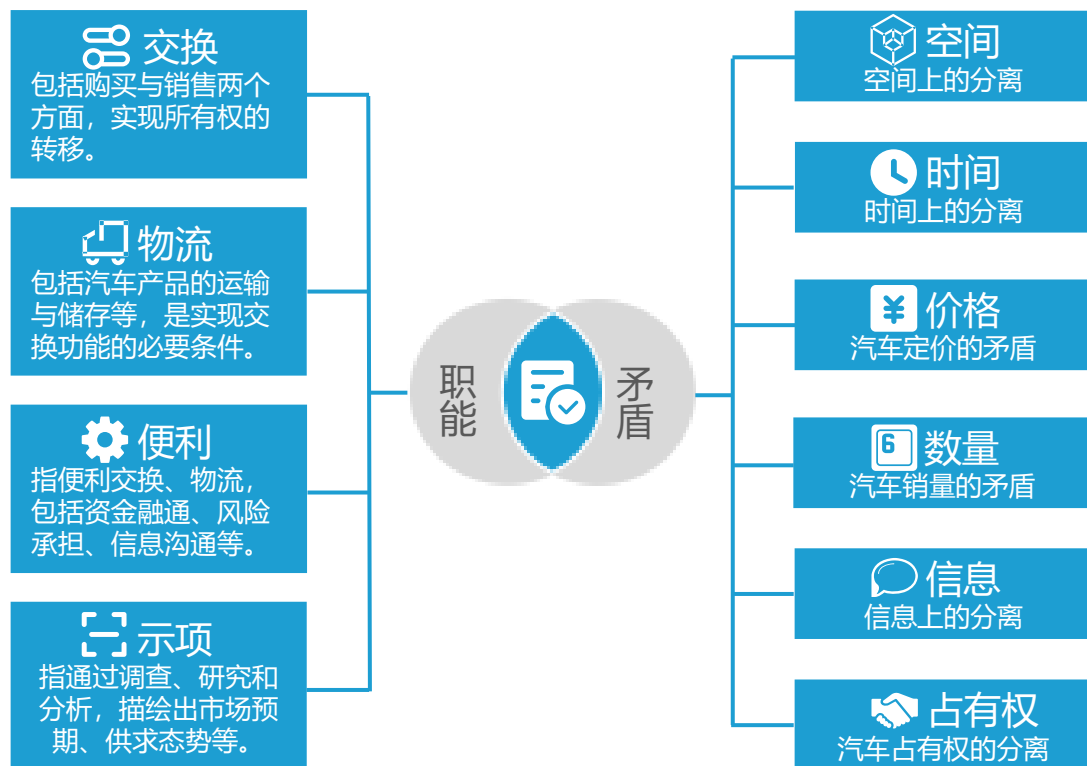 交换
包括购买与销售两个
方面，实现所有权的
转移。
物流
包括汽车产品的运输
与储存等，是实现交
换功能的必要条件。
便利
指便利交换、物流，
包括资金融通、风险
承担、信息沟通等。
示项
指通过调查、研究和
分析，描绘出市场预
期、供求态势等。
职能
矛盾
空间
空间上的分离
时间
时间上的分离
¥
价格
汽车定价的矛盾
6
数量
汽车销量的矛盾
信息
信息上的分离
占有权
汽车占有权的分离